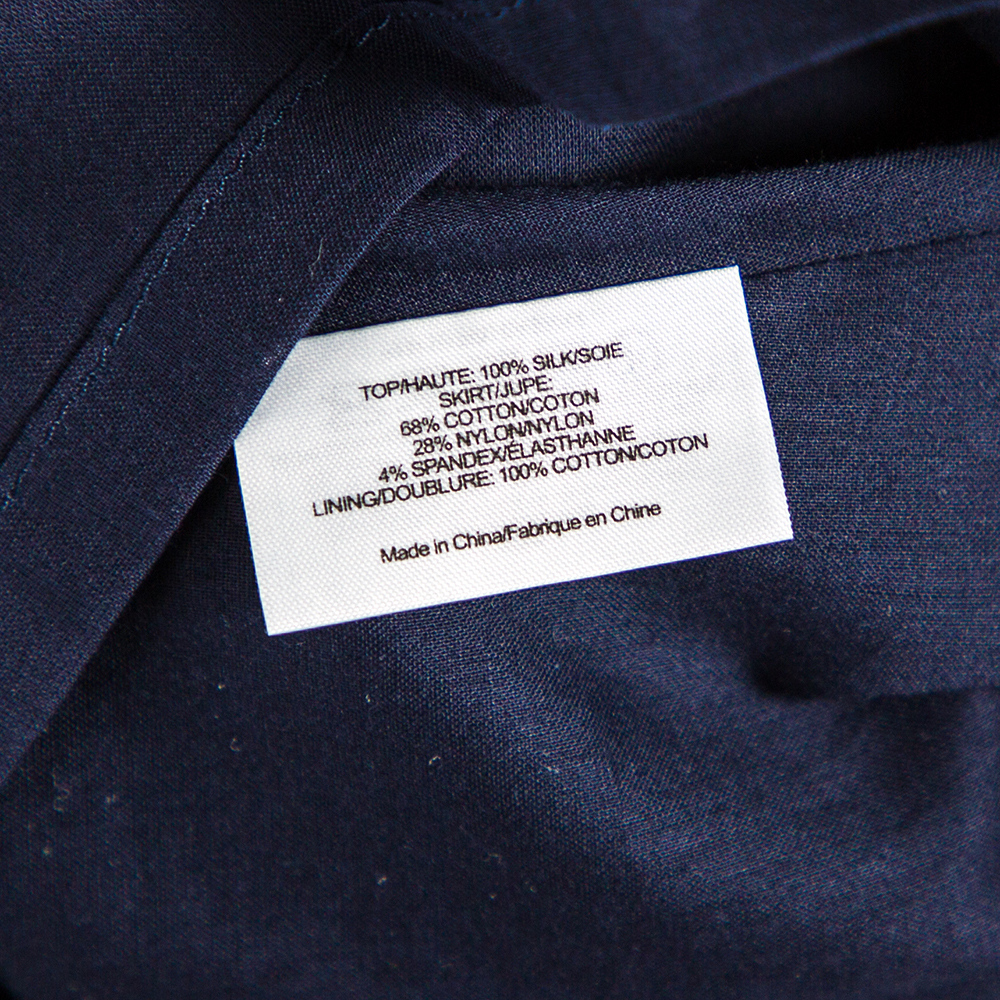 TOP/HAUTE: 100% SILK/SOIE
SKIRT/JUPE:
68% COTTON/COTON
28% NYLON/NYLON
4% SPANDEX/ÉLASTHANNE
LINING/DOUBLURE: 100% COTTON/COTON
Made in China/Fabrique en Chine